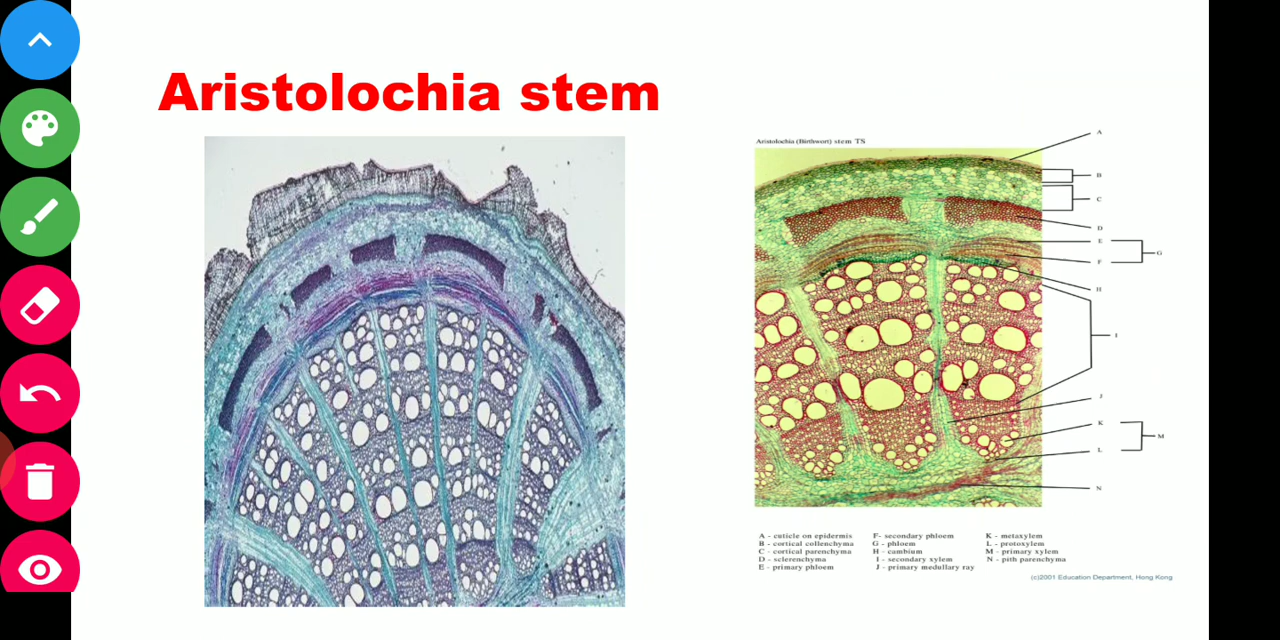 Aristolochia stem
Aristolochia (Birthwort) stem TS
A
B
C
D
E
G
F
H
I
J
K
M
L
N
A - cuticle on epidermis
B - cortical collenchyma
C - cortical parenchyma
D - sclerenchyma
E - primary phloem
F- secondary phloem
G - phloem
H - cambium
I - secondary xylem
J - primary medullary ray
K - metaxylem
L - protoxylem
M - primary xylem
N - pith parenchyma
(c)2001 Education Department, Hong Kong